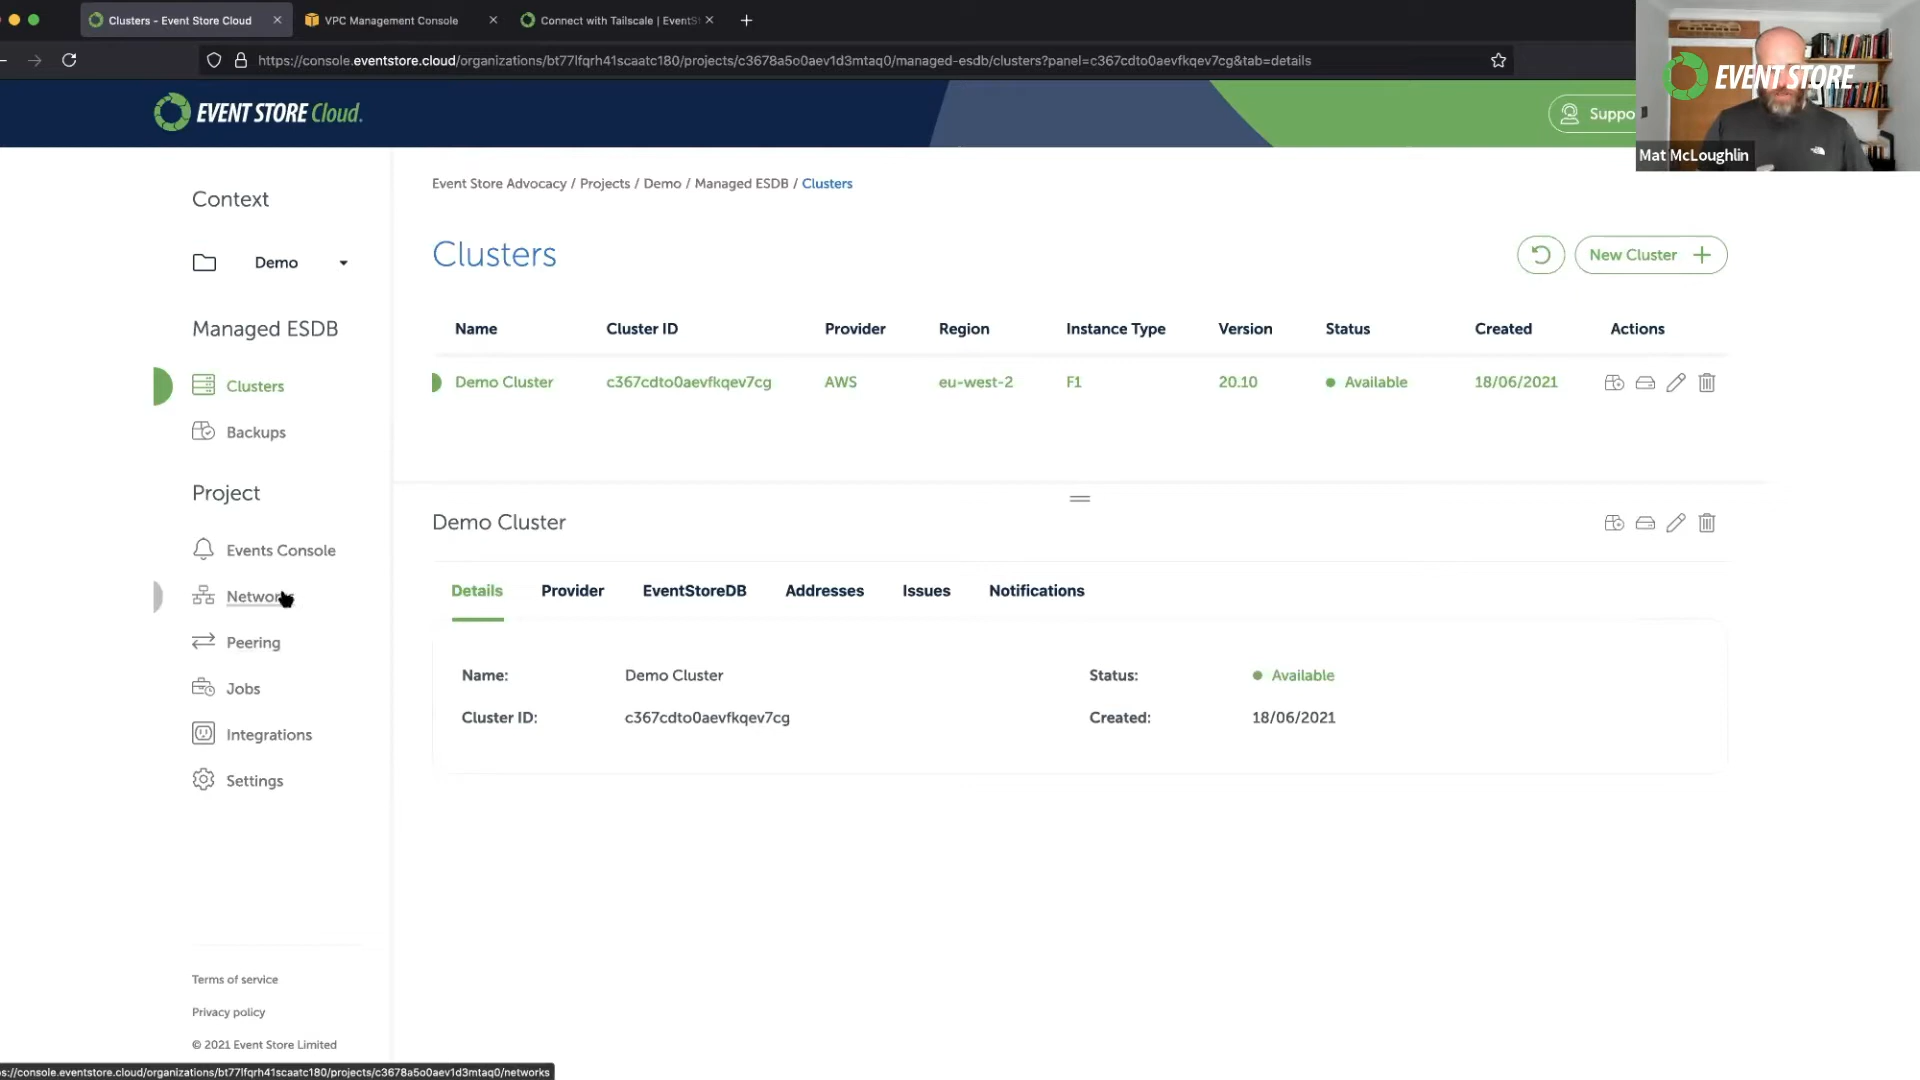 Clusters - Event Store Cloud
VPC Management Console
Connect with Tailscale | EventSt
https://console.eventstore.cloud/organizations/bt77lfqrh41scaatc180/projects/c3678a5o0aev1d3mtaq0/managed-esdb/clusters?panel=c367cdto0aevfkqev7cg&tab=details
EVENT STORE Cloud.
Suppo
EVENT STORE
Mat McLoughlin
Context
Demo
Managed ESDB
Clusters
Backups
Project
Events Console
Network
Peering
Jobs
Integrations
Settings
Terms of service
Privacy policy
© 2021 Event Store Limited
Event Store Advocacy / Projects / Demo / Managed ESDB / Clusters
Clusters
New Cluster
Name Cluster ID Provider Region Instance Type Version Status Created Actions
Demo Cluster c367cdto0aevfkqev7cg AWS eu-west-2 F1 20.10 Available 18/06/2021
Demo Cluster
Details Provider EventStoreDB Addresses Issues Notifications
Name: Demo Cluster Status: Available
Cluster ID: c367cdto0aevfkqev7cg Created: 18/06/2021
s://console.eventstore.cloud/organizations/bt77lfqrh41scaatc180/projects/c3678a5o0aev1d3mtaq0/networks